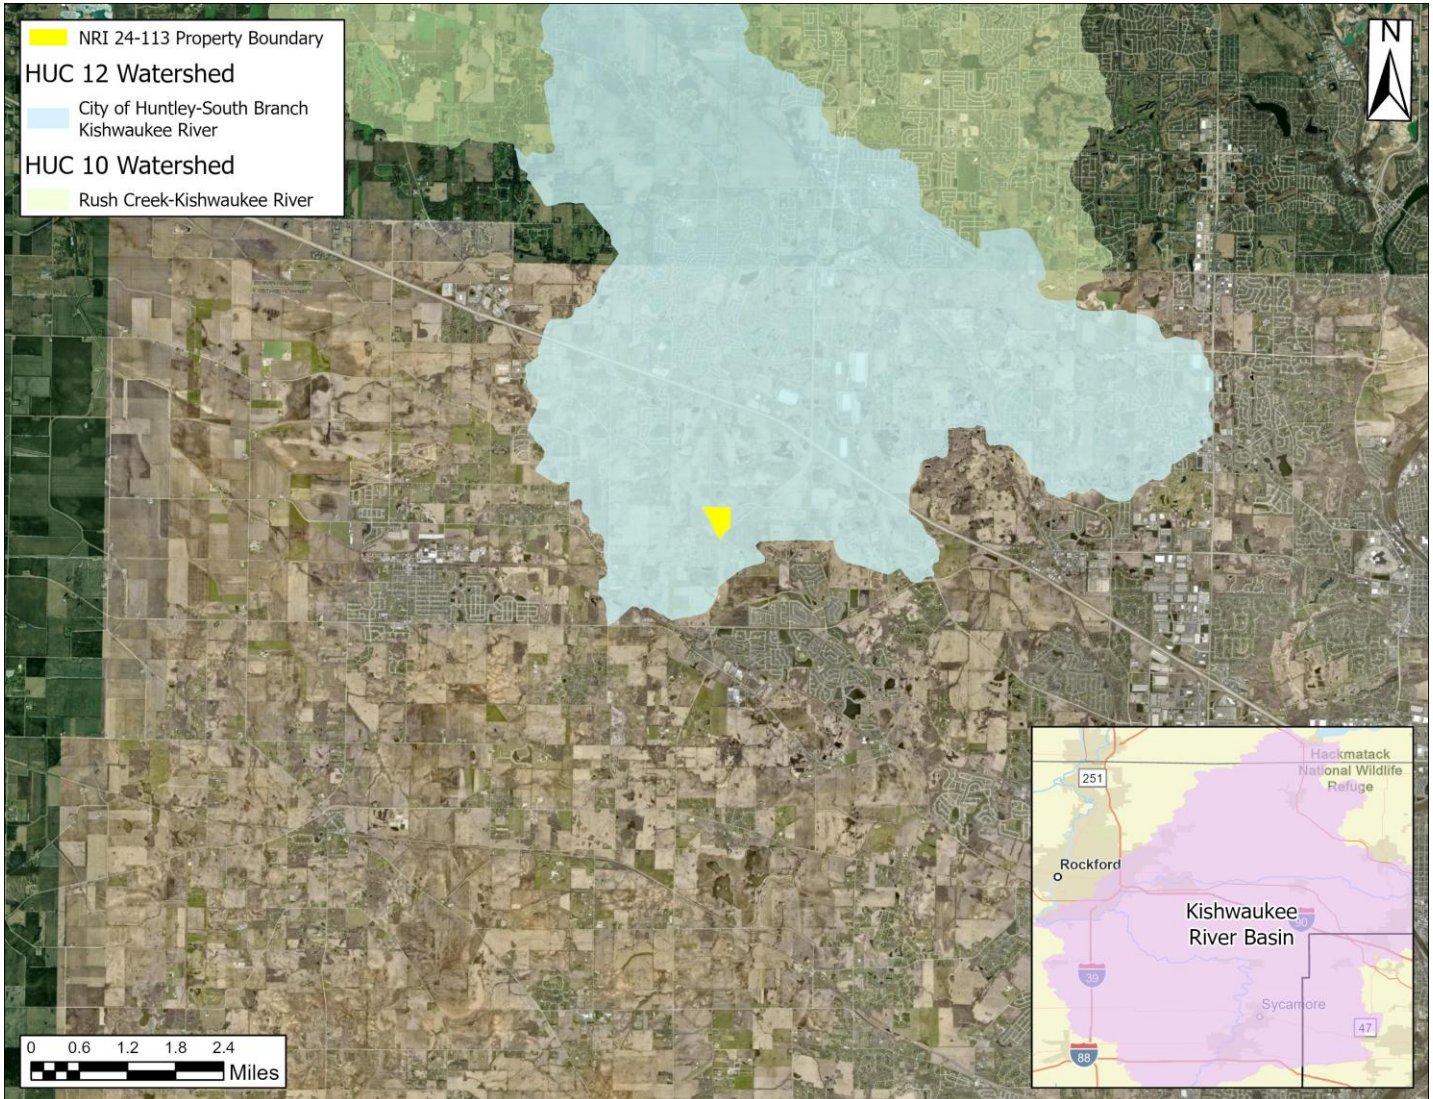 NRI 24-113 Property Boundary
HUC 12 Watershed
City of Huntley-South Branch
Kishwaukee River
HUC 10 Watershed
Rush Creek-Kishwaukee River
N
Hackmatack
National Wildlife
Refuge
251
Rockford
Kishwaukee
River Basin
90
39
Sycamore
47
88
0 0.6 1.2 1.8 2.4
Miles